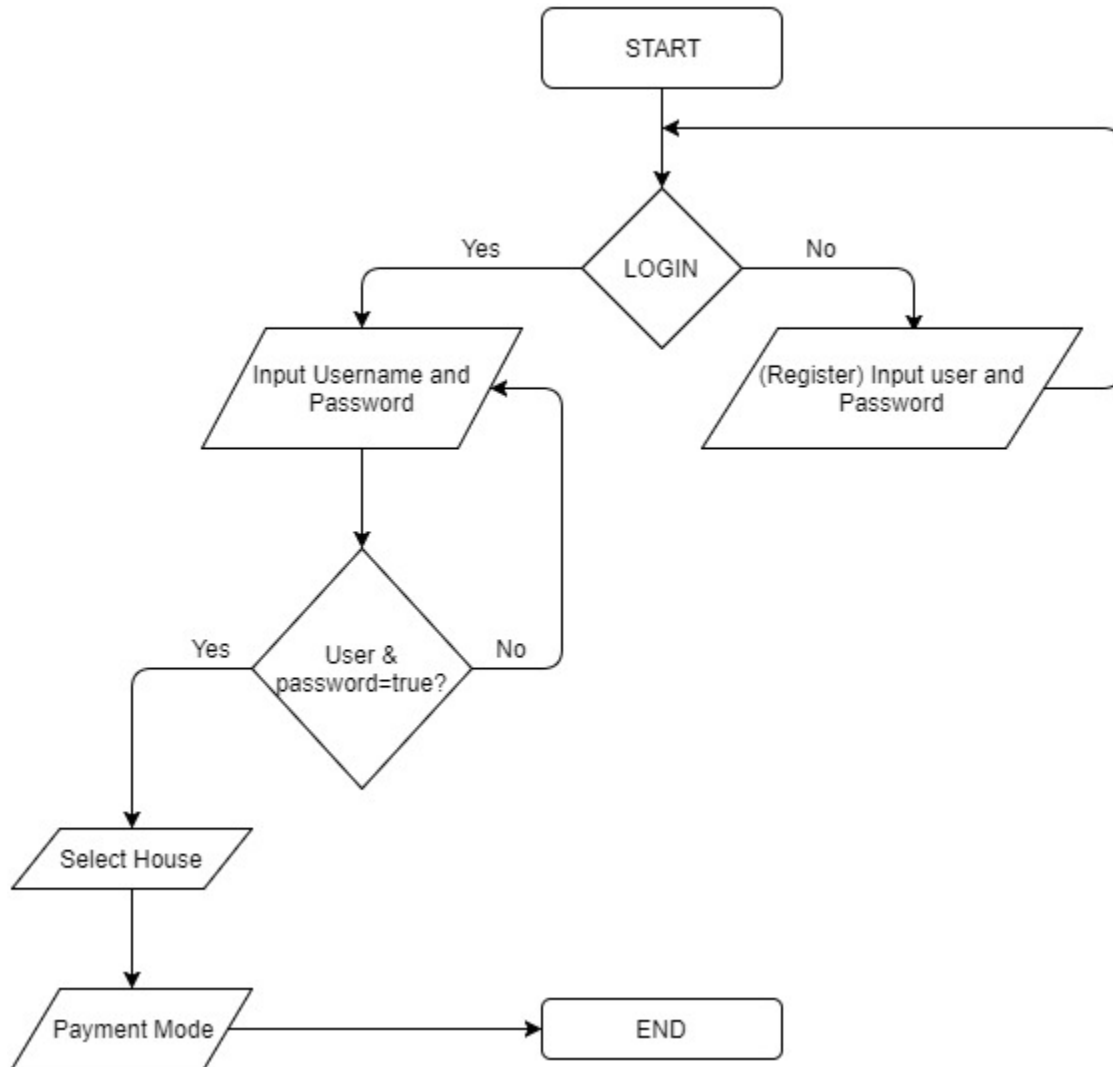 START
LOGIN
Yes
No
Input Username and
Password
(Register) Input user and
Password
User &
password=true?
Yes
No
Select House
Payment Mode
END